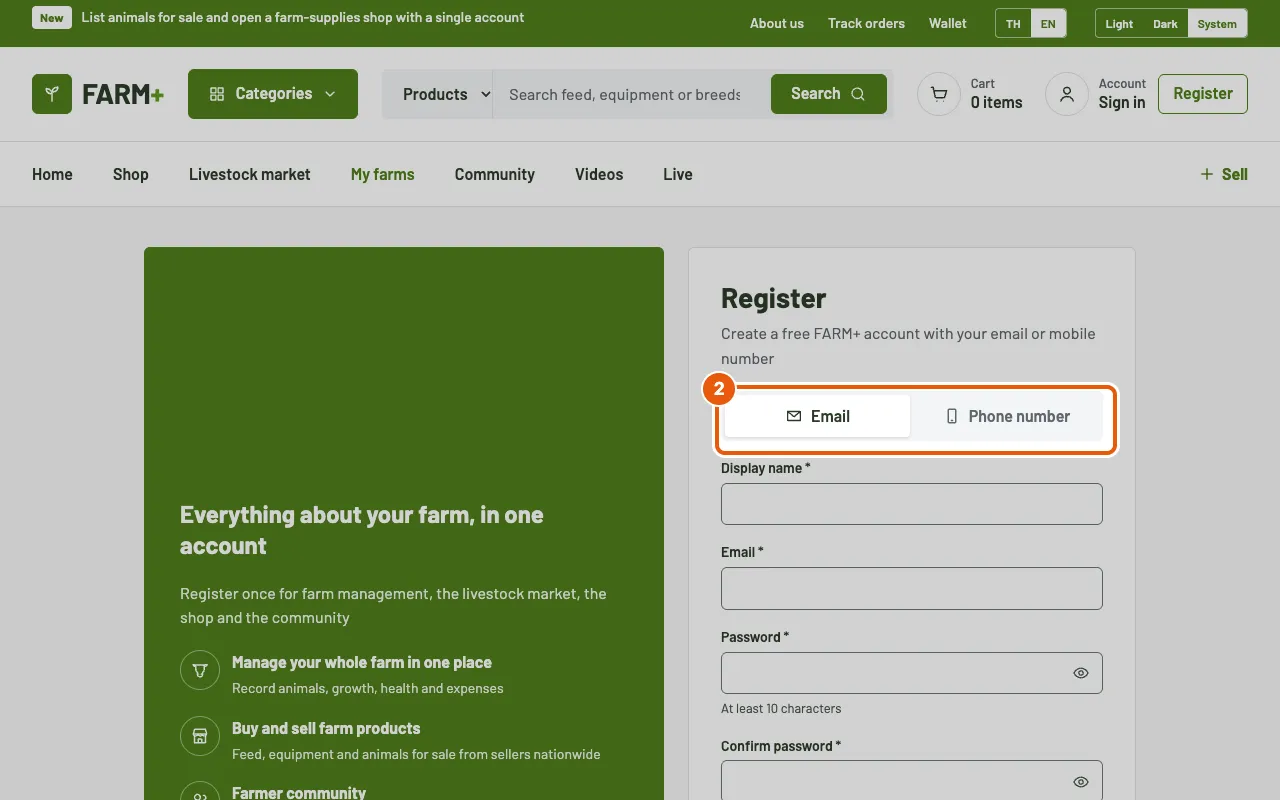 New List animals for sale and open a farm-supplies shop with a single account
About us Track orders Wallet TH EN Light Dark System
FARM+ Categories Products Search feed, equipment or breeds Search Cart 0 items Account Sign in Register
Home Shop Livestock market My farms Community Videos Live + Sell
Everything about your farm, in one
account
Register once for farm management, the livestock market, the
shop and the community
Manage your whole farm in one place
Record animals, growth, health and expenses
Buy and sell farm products
Feed, equipment and animals for sale from sellers nationwide
Farmer community
Register
Create a free FARM+ account with your email or mobile
number
2
Email Phone number
Display name *
Email *
Password *
At least 10 characters
Confirm password *